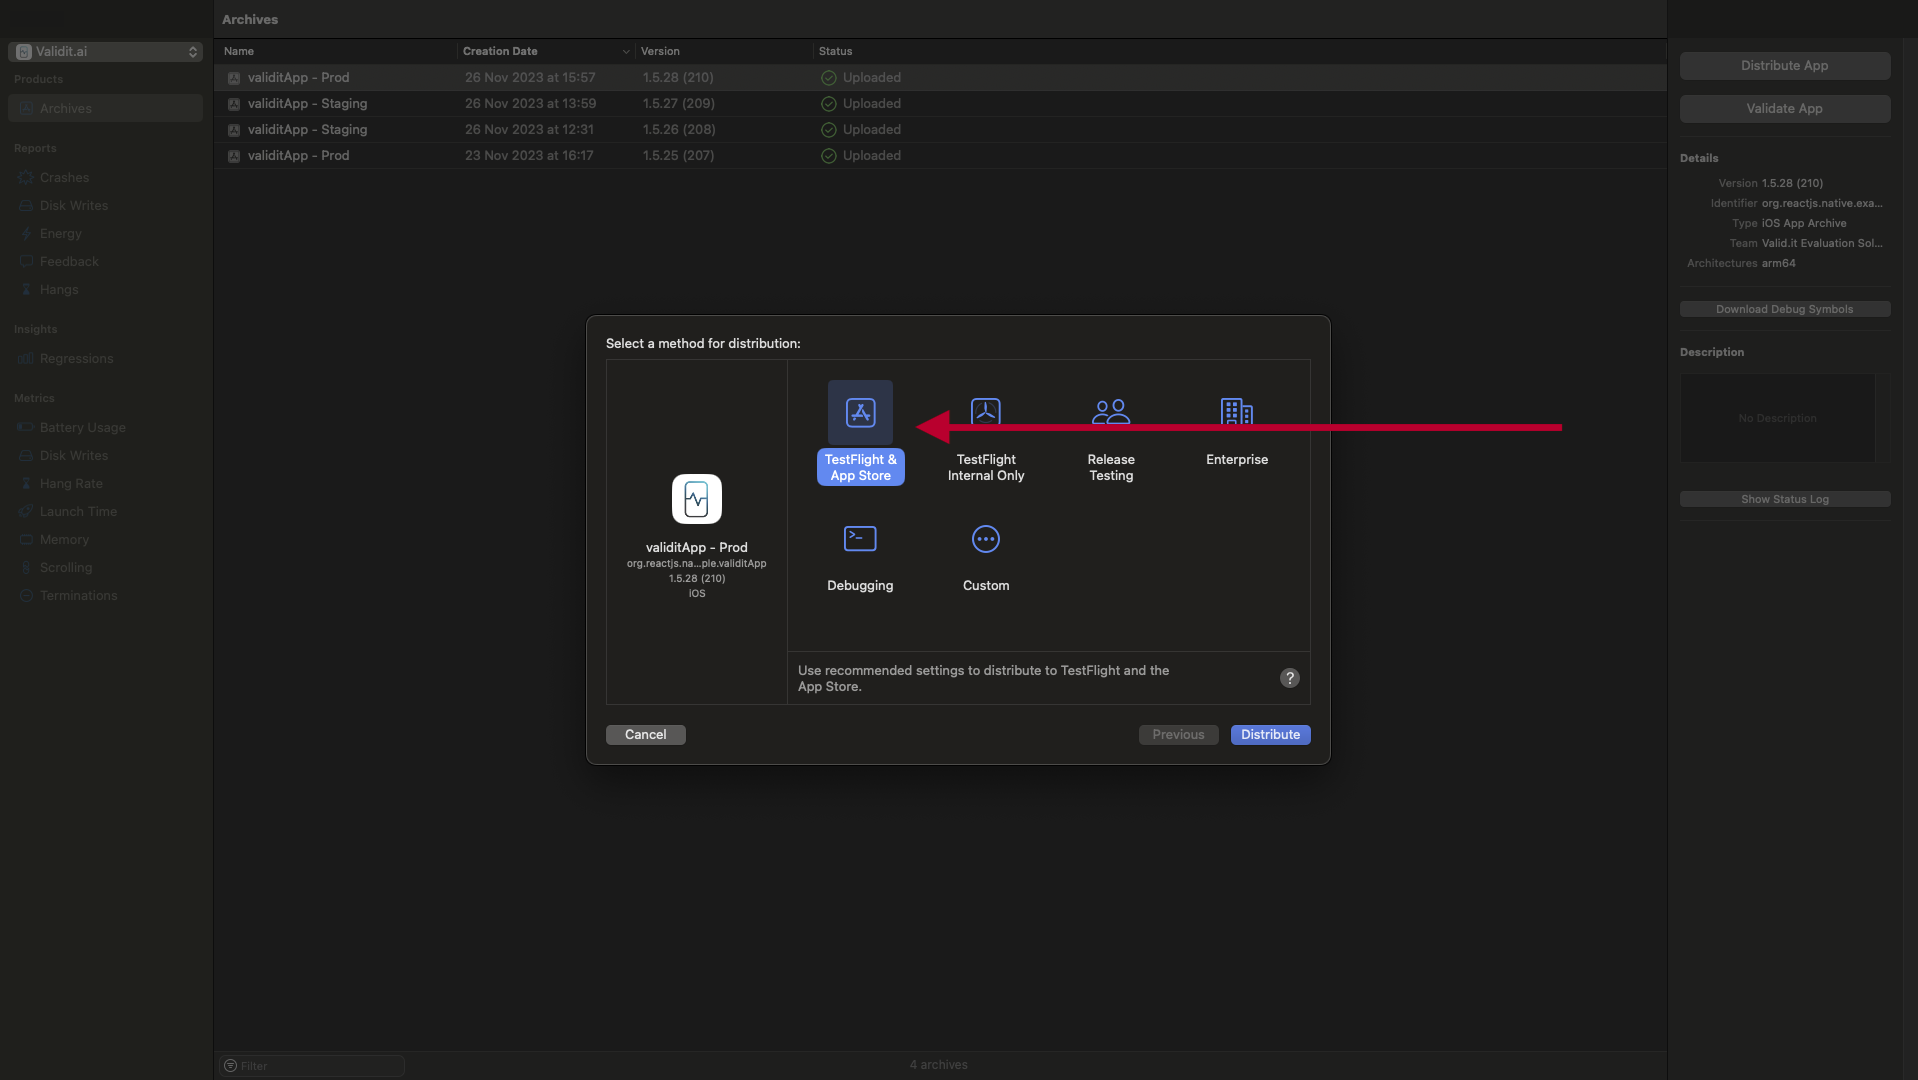 Archives
Validit.ai
Products
Archives
Reports
Crashes
Disk Writes
Energy
Feedback
Hangs
Insights
Regressions
Metrics
Battery Usage
Disk Writes
Hang Rate
Launch Time
Memory
Scrolling
Terminations
Name Creation Date Version Status
validitApp - Prod 26 Nov 2023 at 15:57 1.5.28 (210) Uploaded
validitApp - Staging 26 Nov 2023 at 13:59 1.5.27 (209) Uploaded
validitApp - Staging 26 Nov 2023 at 12:31 1.5.26 (208) Uploaded
validitApp - Prod 23 Nov 2023 at 16:17 1.5.25 (207) Uploaded
Select a method for distribution:
validitApp - Prod
org.reactjs.na...ple.validitApp
1.5.28 (210)
iOS
TestFlight &
App Store
TestFlight
Internal Only
Release
Testing
Enterprise
Debugging
Custom
Use recommended settings to distribute to TestFlight and the
App Store.
?
Cancel
Previous
Distribute
Filter
4 archives
Distribute App
Validate App
Details
Version 1.5.28 (210)
Identifier org.reactjs.native.exa...
Type iOS App Archive
Team Valid.it Evaluation Sol...
Architectures arm64
Download Debug Symbols
Description
No Description
Show Status Log